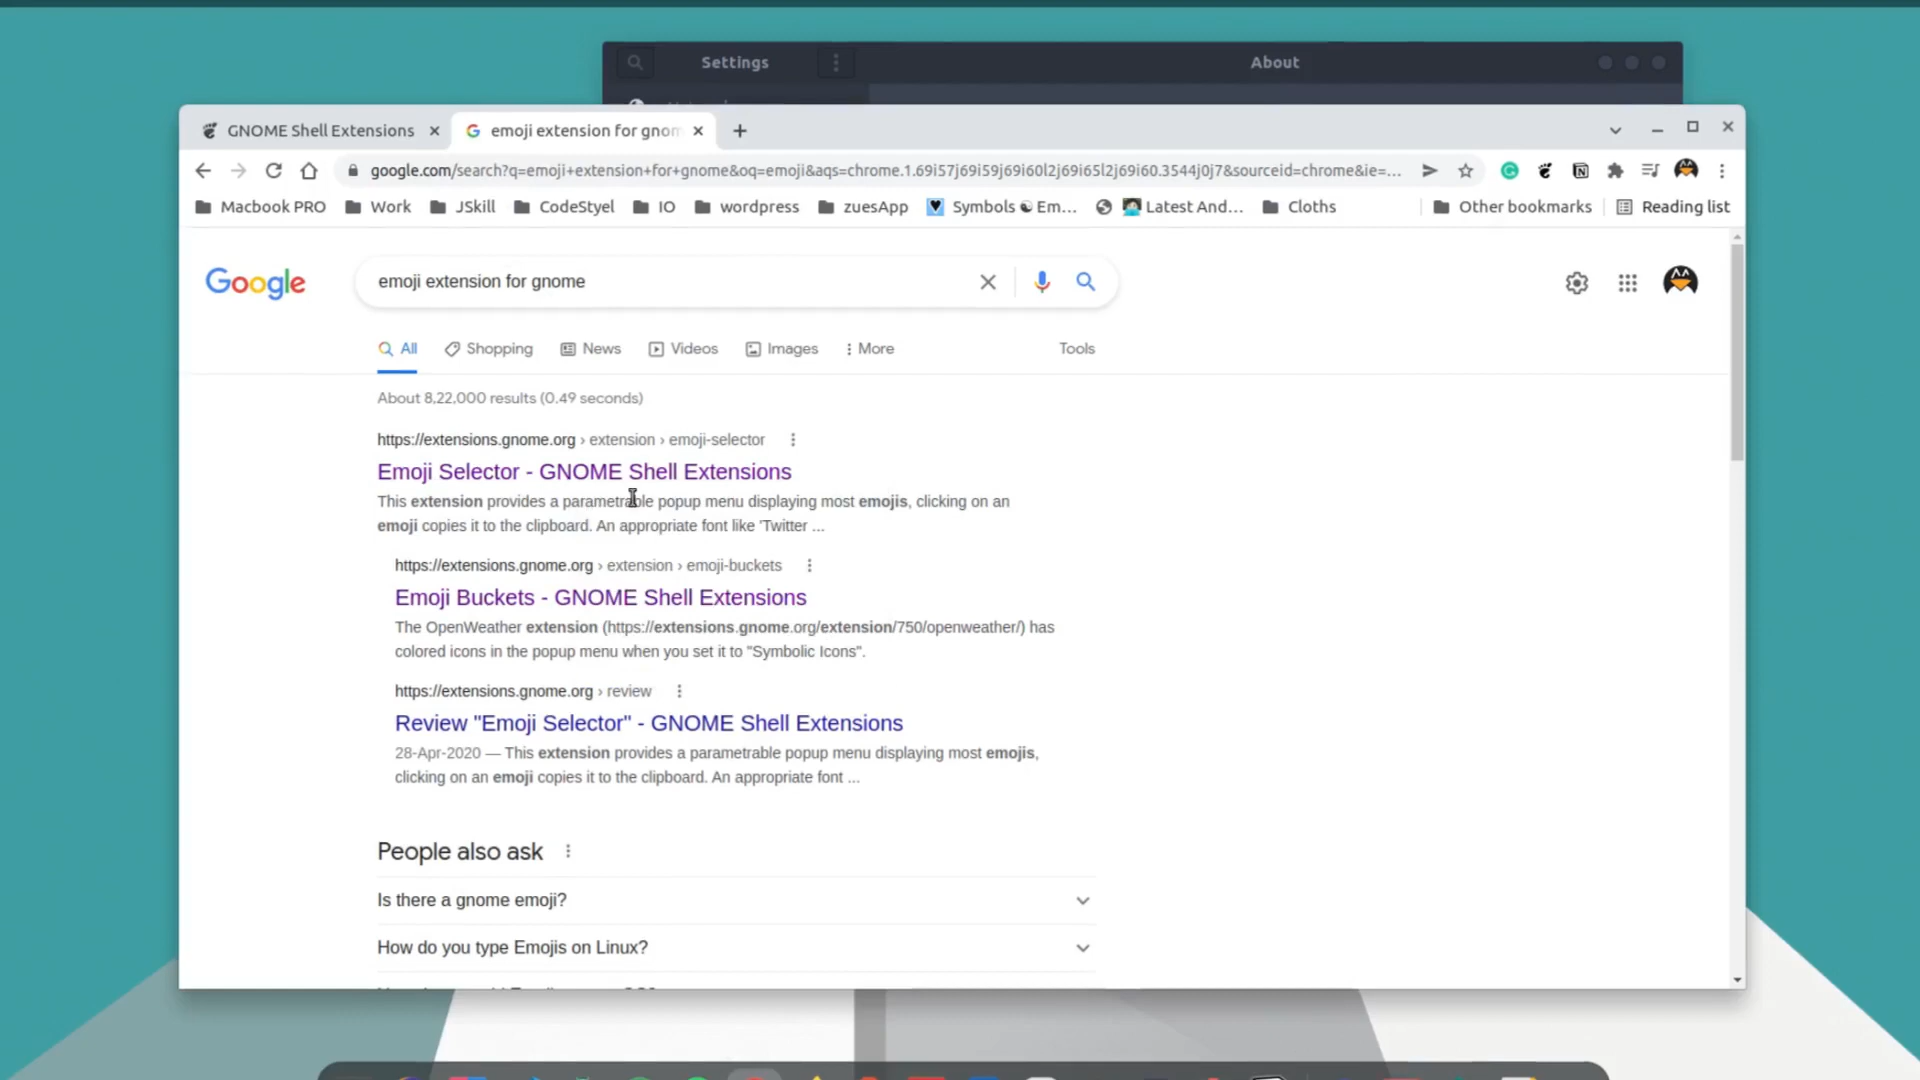 Settings
About
GNOME Shell Extensions
emoji extension for gnom
google.com/search?q=emoji+extension+for+gnome&oq=emoji&aqs=chrome.1.69i57j69i59j69i60l2j69i65l2j69i60.3544j0j7&sourceid=chrome&ie=...
Macbook PRO Work JSkill CodeStyel IO wordpress zuesApp Symbols ☯ Em... Latest And... Cloths Other bookmarks Reading list
Google
emoji extension for gnome
All Shopping News Videos Images More Tools
About 8,22,000 results (0.49 seconds)
https://extensions.gnome.org › extension › emoji-selector
Emoji Selector - GNOME Shell Extensions
This extension provides a parametrable popup menu displaying most emojis, clicking on an
emoji copies it to the clipboard. An appropriate font like 'Twitter ...
https://extensions.gnome.org › extension › emoji-buckets
Emoji Buckets - GNOME Shell Extensions
The OpenWeather extension (https://extensions.gnome.org/extension/750/openweather/) has
colored icons in the popup menu when you set it to "Symbolic Icons".
https://extensions.gnome.org › review
Review "Emoji Selector" - GNOME Shell Extensions
28-Apr-2020 — This extension provides a parametrable popup menu displaying most emojis,
clicking on an emoji copies it to the clipboard. An appropriate font ...
People also ask
Is there a gnome emoji?
How do you type Emojis on Linux?